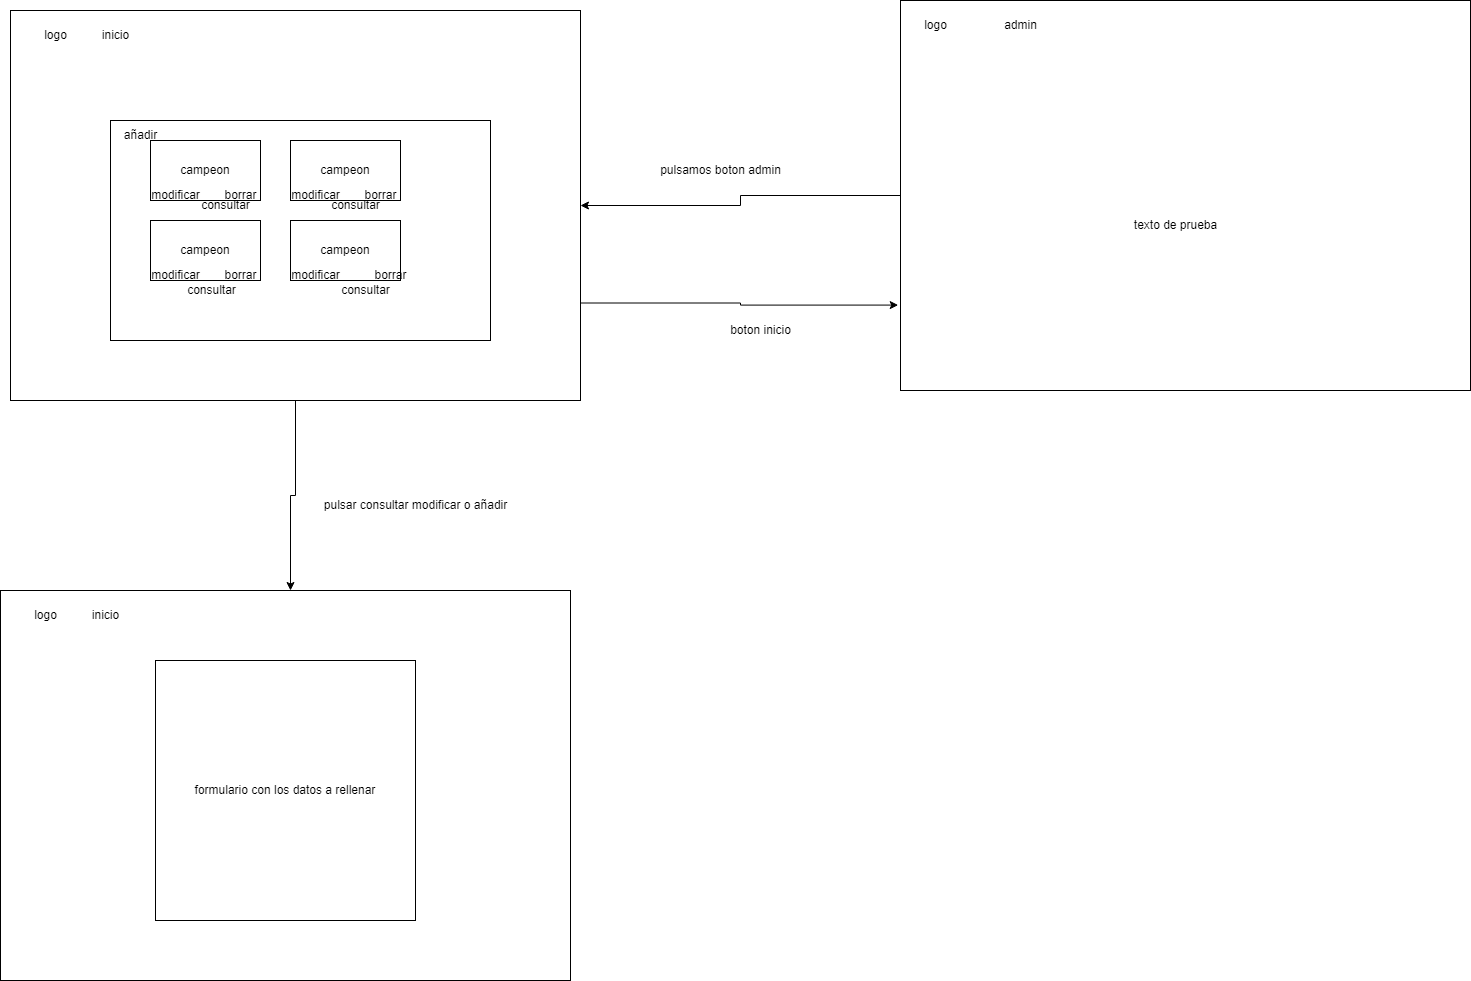 logo inicio
añadir
campeon campeon
modificar borrar modificar borrar
consultar consultar
campeon campeon
modificar borrar modificar borrar
consultar consultar
pulsamos boton admin
boton inicio
logo admin
texto de prueba
pulsar consultar modificar o añadir
logo inicio
formulario con los datos a rellenar